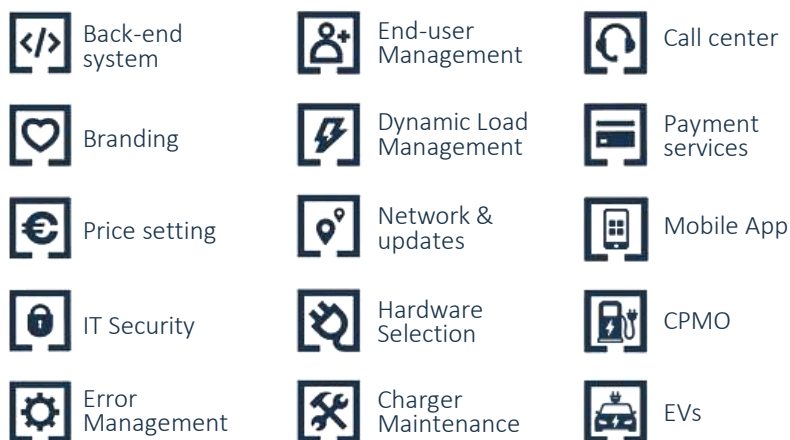 Back-end
system
End-user
Management
Call center
Branding
Dynamic Load
Management
Payment
services
Price setting
Network &
updates
Mobile App
IT Security
Hardware
Selection
CPMO
Error
Management
Charger
Maintenance
EVs